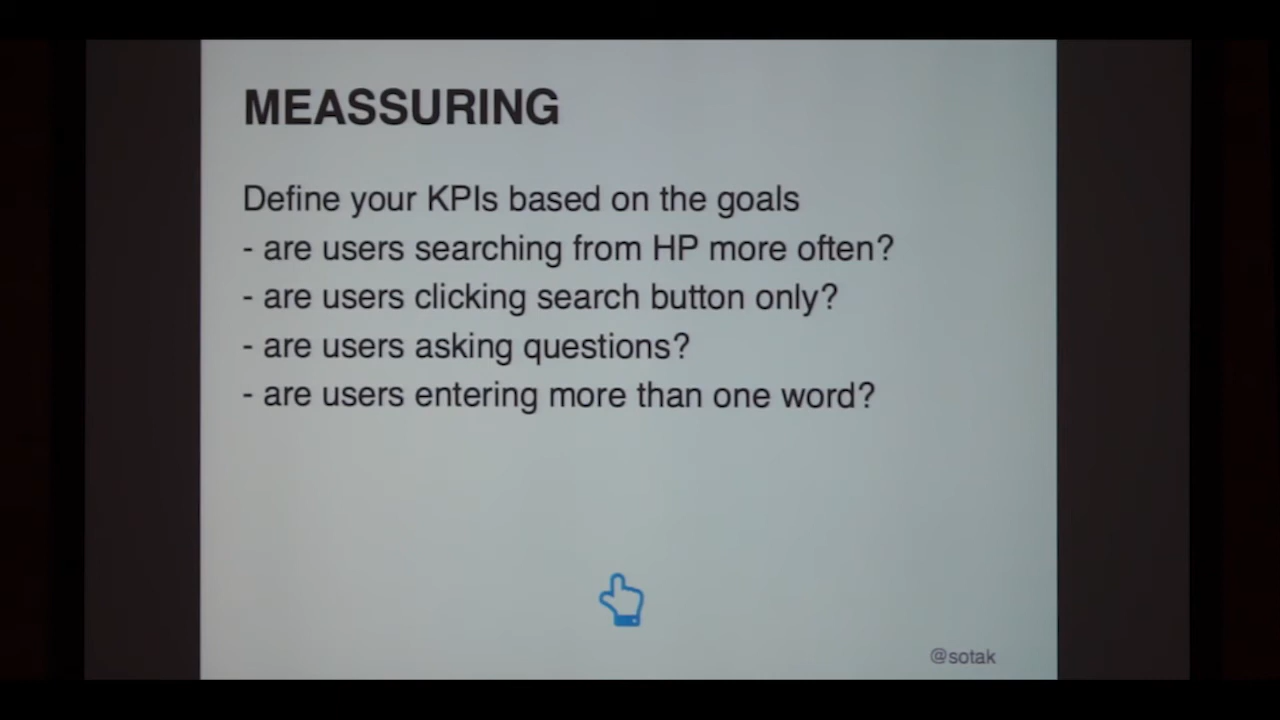 MEASSURING
Define your KPIs based on the goals
- are users searching from HP more often?
- are users clicking search button only?
- are users asking questions?
- are users entering more than one word?
@sotak